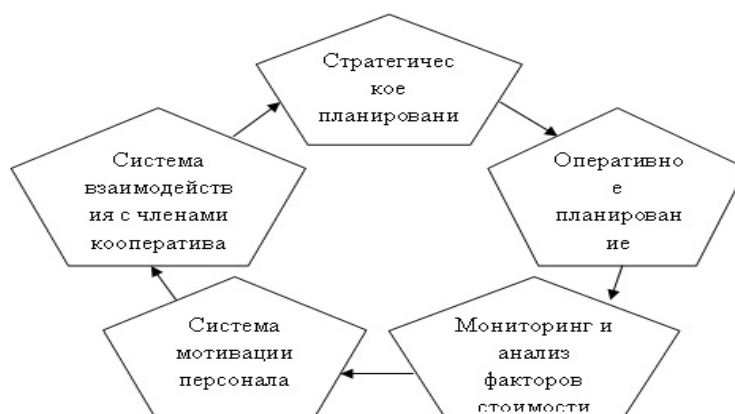 Стратегичес
кое
планировани
Оперативно
е
планирован
ие
Мониторинг и
анализ
факторов
стоимости
Система
мотивации
персонала
Система
взаимодейств
ия с членами
кооператива